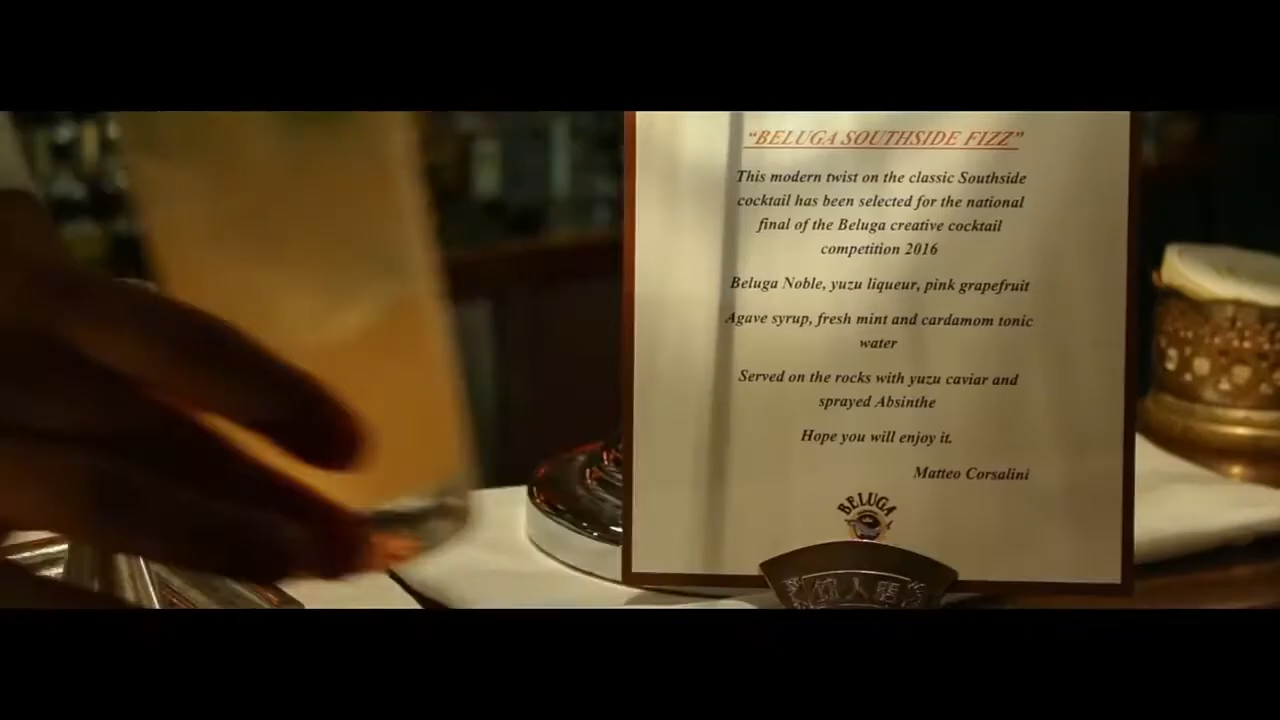 “BELUGA SOUTHSIDE FIZZ”
This modern twist on the classic Southside
cocktail has been selected for the national
final of the Beluga creative cocktail
competition 2016
Beluga Noble, yuzu liqueur, pink grapefruit
Agave syrup, fresh mint and cardamom tonic
water
Served on the rocks with yuzu caviar and
sprayed Absinthe
Hope you will enjoy it.
Matteo Corsalini
BELUGA